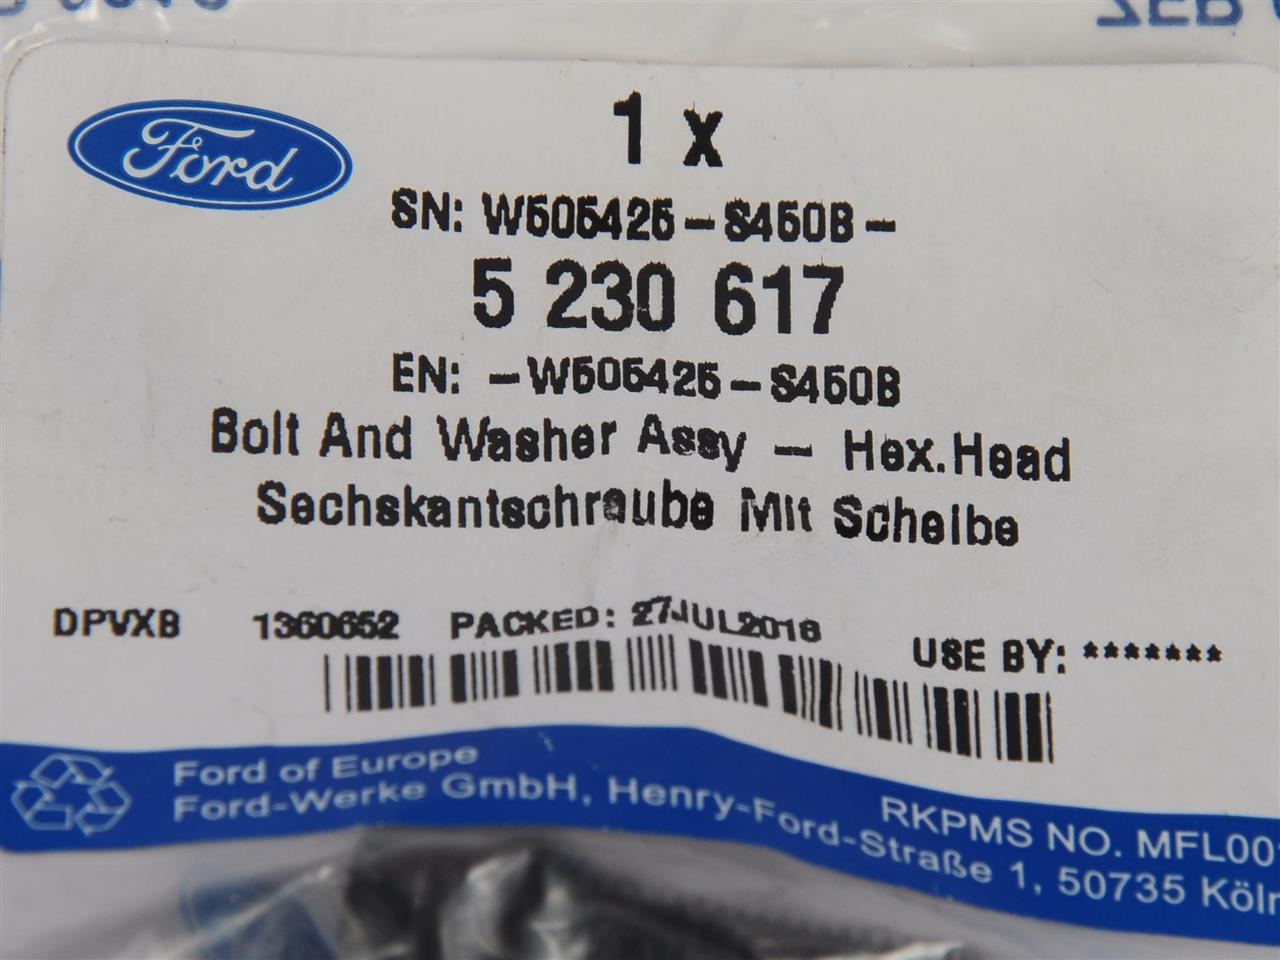 Ford
1 x
SN: W505425-S450B-
5 230 617
EN: -W505425-S450B
Bolt And Washer Assy - Hex.Head
Sechskantschraube Mit Scheibe
DPVXB 1360652 PACKED: 27JUL2016 USE BY: *******
Ford of Europe
Ford-Werke GmbH, Henry-Ford-Straße 1, 50735 Köln
RKPMS NO. MFL00